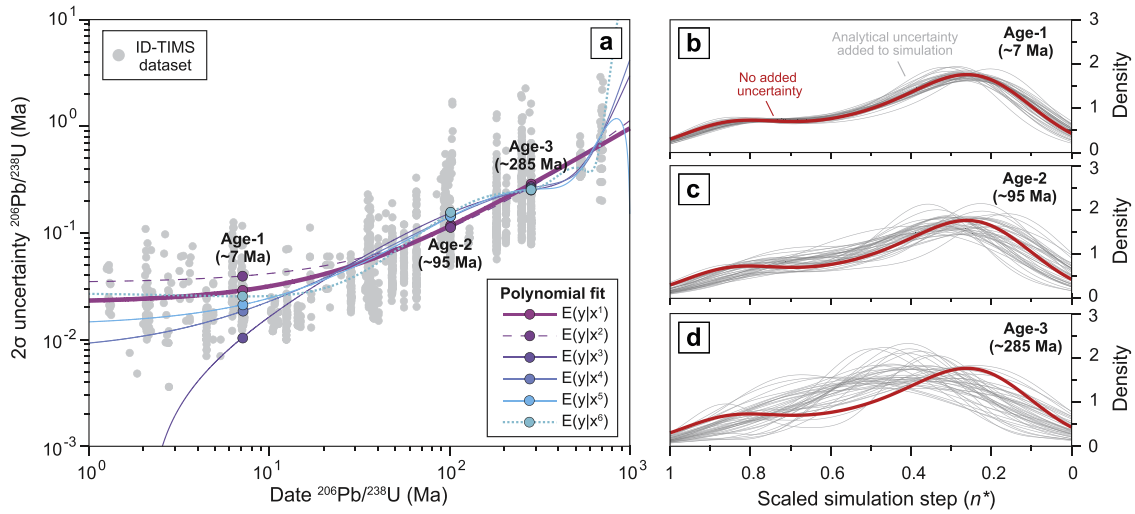 a
ID-TIMS
dataset
10¹
10⁰
10⁻¹
10⁻²
10⁻³
2σ uncertainty ²⁰⁶Pb/²³⁸U (Ma)
Age-1
(~7 Ma)
Age-2
(~95 Ma)
Age-3
(~285 Ma)
Polynomial fit
E(y|x¹)
E(y|x²)
E(y|x³)
E(y|x⁴)
E(y|x⁵)
E(y|x⁶)
10⁰
10¹
10²
10³
Date ²⁰⁶Pb/²³⁸U (Ma)
b
Analytical uncertainty
added to simulation
No added
uncertainty
Age-1
(~7 Ma)
3
2
1
0
Density
c
Age-2
(~95 Ma)
3
2
1
0
Density
d
Age-3
(~285 Ma)
3
2
1
0
Density
1
0.8
0.6
0.4
0.2
0
Scaled simulation step (n*)